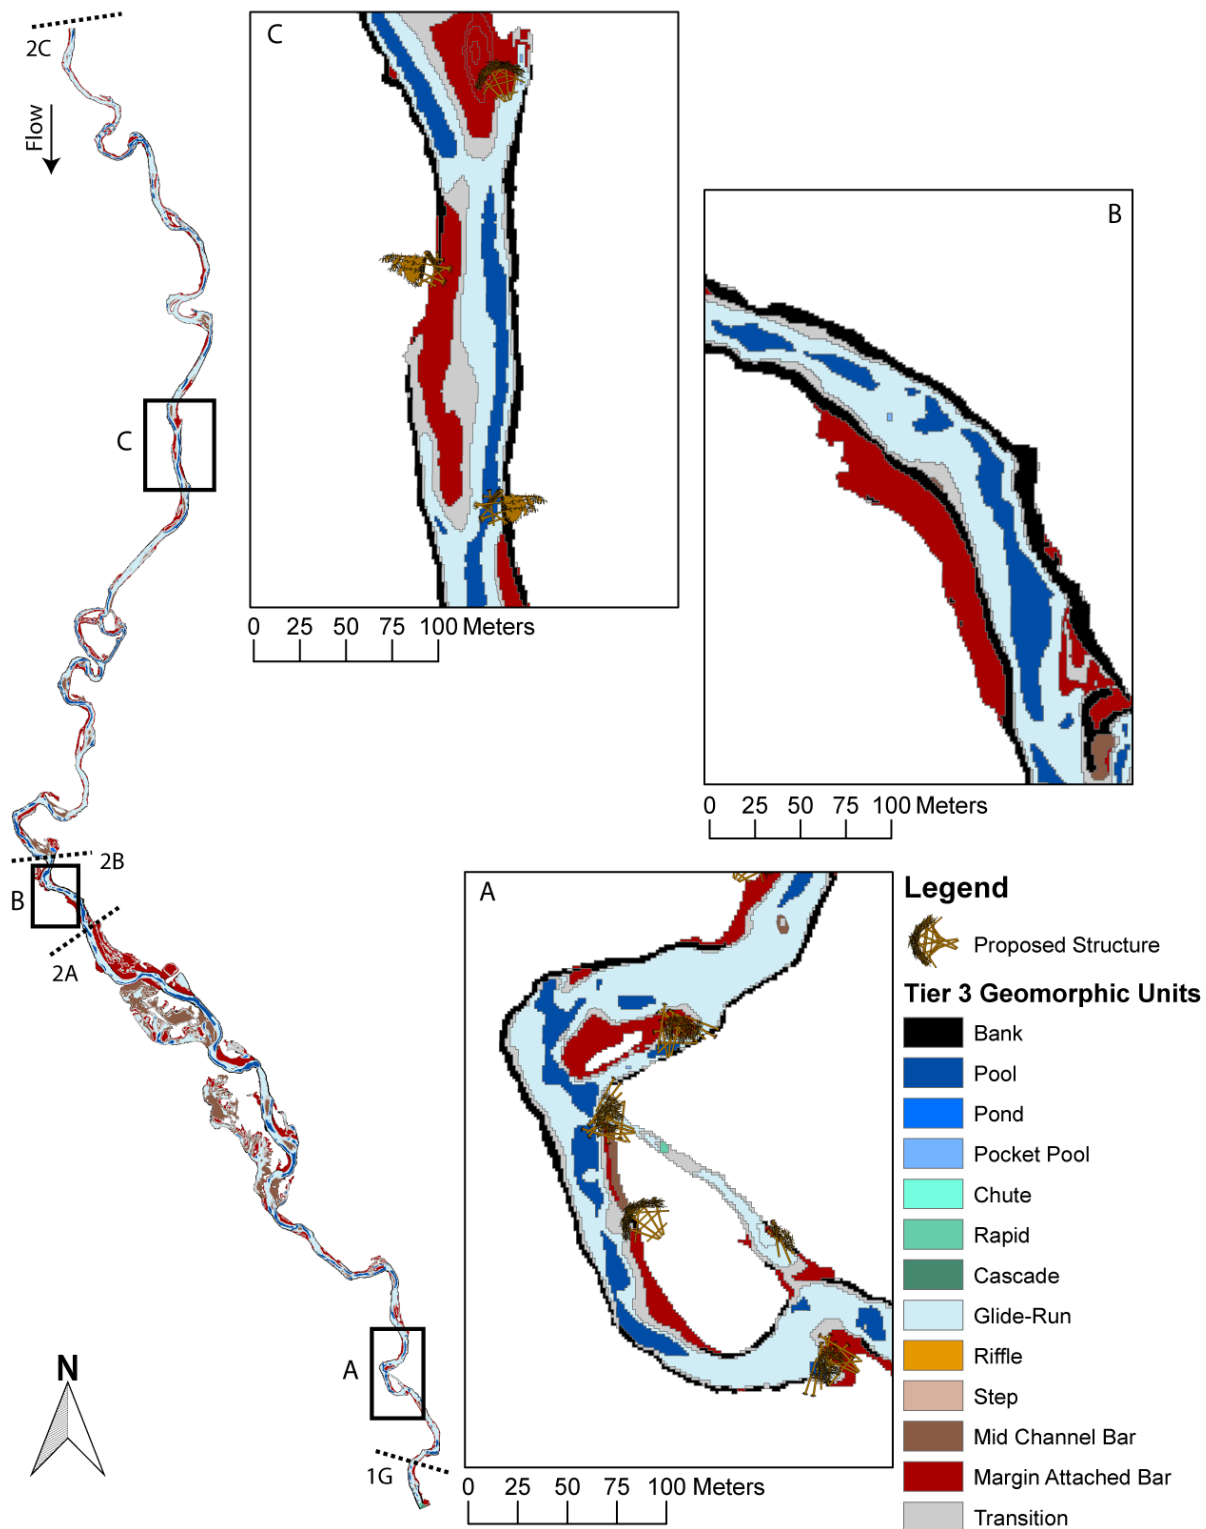 2C
Flow
C
C
0 25 50 75 100 Meters
B
0 25 50 75 100 Meters
2B
B
2A
A
A
1G
N
0 25 50 75 100 Meters
Legend
Proposed Structure
Tier 3 Geomorphic Units
Bank
Pool
Pond
Pocket Pool
Chute
Rapid
Cascade
Glide-Run
Riffle
Step
Mid Channel Bar
Margin Attached Bar
Transition